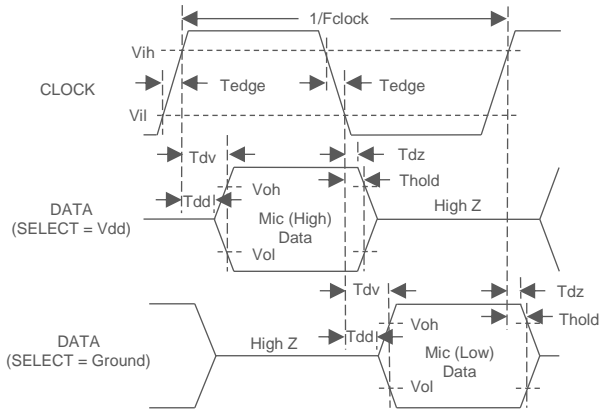 1/Fclock
Vih
CLOCK
Tedge
Tedge
Vil
Tdv
Tdz
Voh
Thold
Tdd
DATA
(SELECT = Vdd)
Mic (High)
Data
High Z
Vol
Tdv
Tdz
Voh
Thold
Tdd
DATA
(SELECT = Ground)
High Z
Mic (Low)
Data
Vol